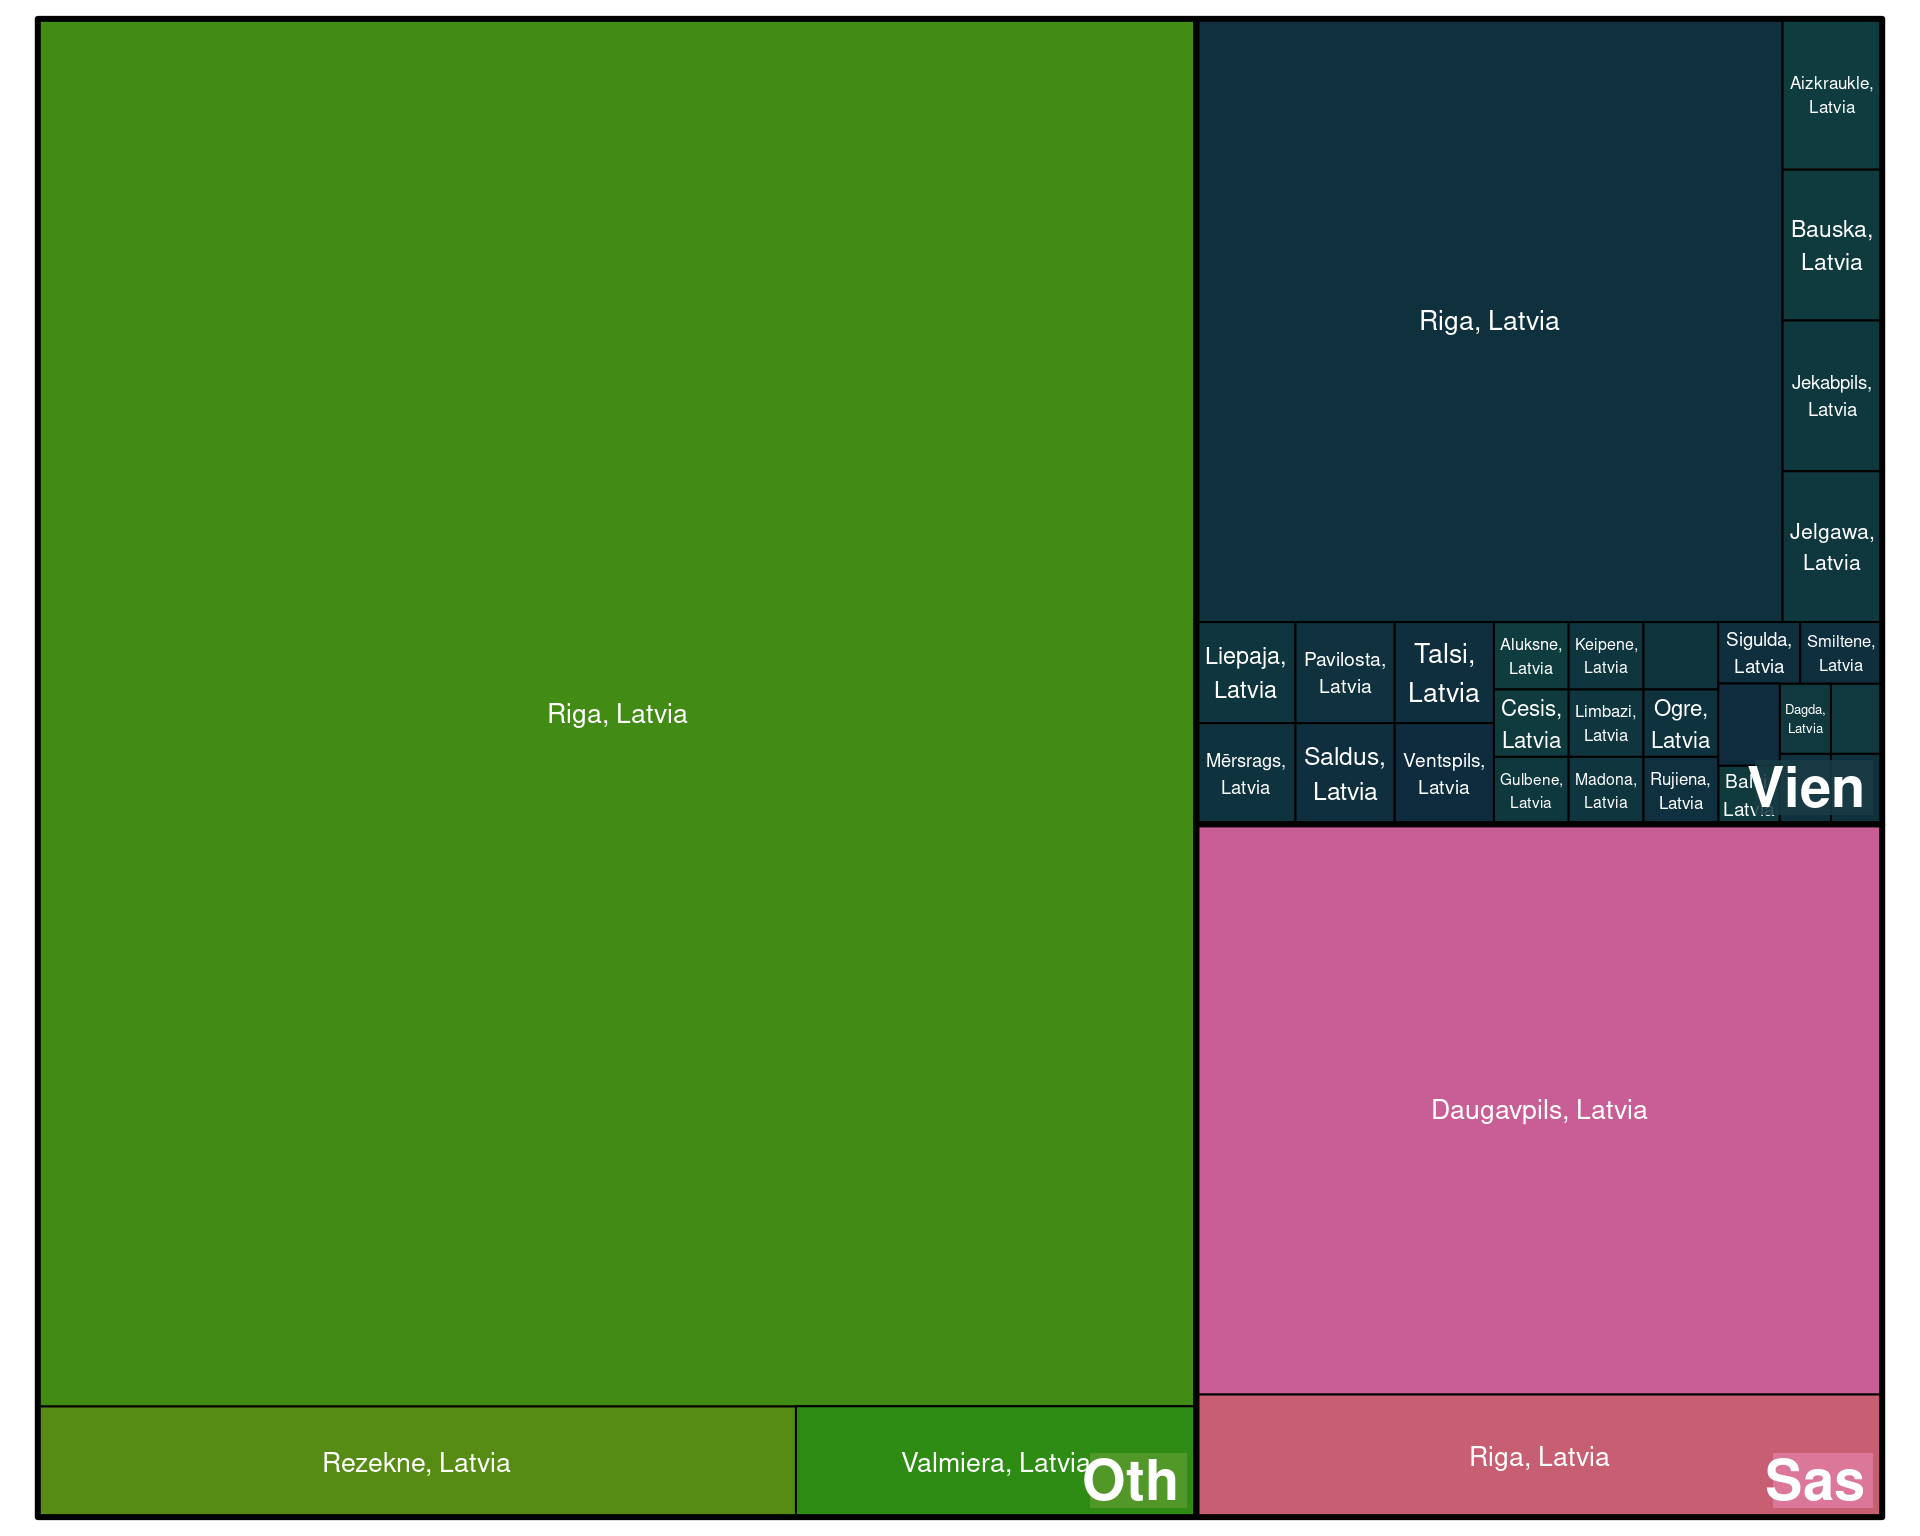 Riga, Latvia
Rezekne, Latvia
Valmiera, Latvia
Oth
Riga, Latvia
Aizkraukle,
Latvia
Bauska,
Latvia
Jekabpils,
Latvia
Jelgawa,
Latvia
Liepaja,
Latvia
Pavilosta,
Latvia
Talsi,
Latvia
Mērsrags,
Latvia
Saldus,
Latvia
Ventspils,
Latvia
Aluksne,
Latvia
Keipene,
Latvia
Cesis,
Latvia
Limbazi,
Latvia
Ogre,
Latvia
Gulbene,
Latvia
Madona,
Latvia
Rujiena,
Latvia
Sigulda,
Latvia
Smiltene,
Latvia
Dagda,
Latvia
Latvia
Vien
Daugavpils, Latvia
Riga, Latvia
Sas